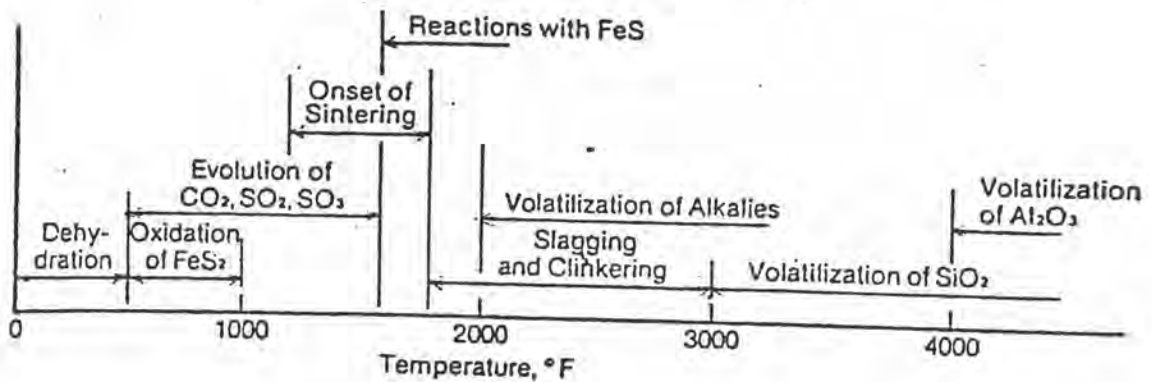 Reactions with FeS
Onset of
Sintering
Evolution of
CO₂, SO₂, SO₃
Volatilization of Alkalies
Volatilization
of Al₂O₃
Dehy-
dration
Oxidation
of FeS₂
Slagging
and Clinkering
Volatilization of SiO₂
0
1000
2000
3000
4000
Temperature, °F